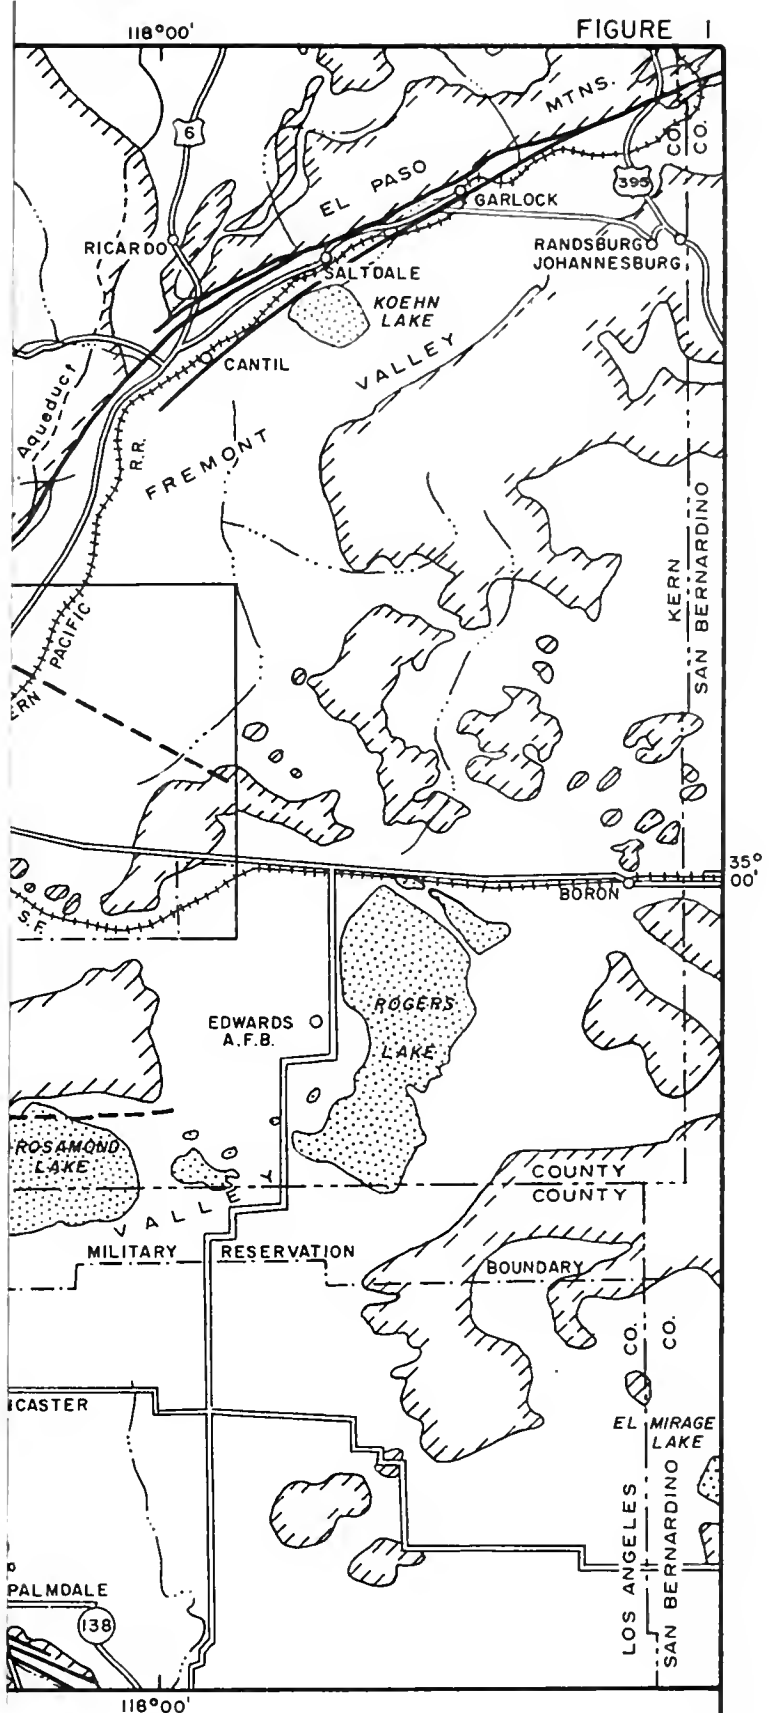 118°00'
FIGURE 1
MTNS.
6
CO.
CO.
EL PASO
395
GARLOCK
RICARDO
RANDSBURG
JOHANNESBURG
SALTDALE
KOEHN
LAKE
CANTIL
VALLEY
Aqueduct
R.R.
FREMONT
KERN
SAN BERNARDINO
PACIFIC
ERN
35°
00'
BORON
S.F.
ROGERS
LAKE
EDWARDS
A.F.B.
ROSAMOND
LAKE
COUNTY
COUNTY
VALLEY
MILITARY RESERVATION
BOUNDARY
CO.
CO.
NCASTER
EL MIRAGE
LAKE
LOS ANGELES
SAN BERNARDINO
PALMDALE
138
118°00'